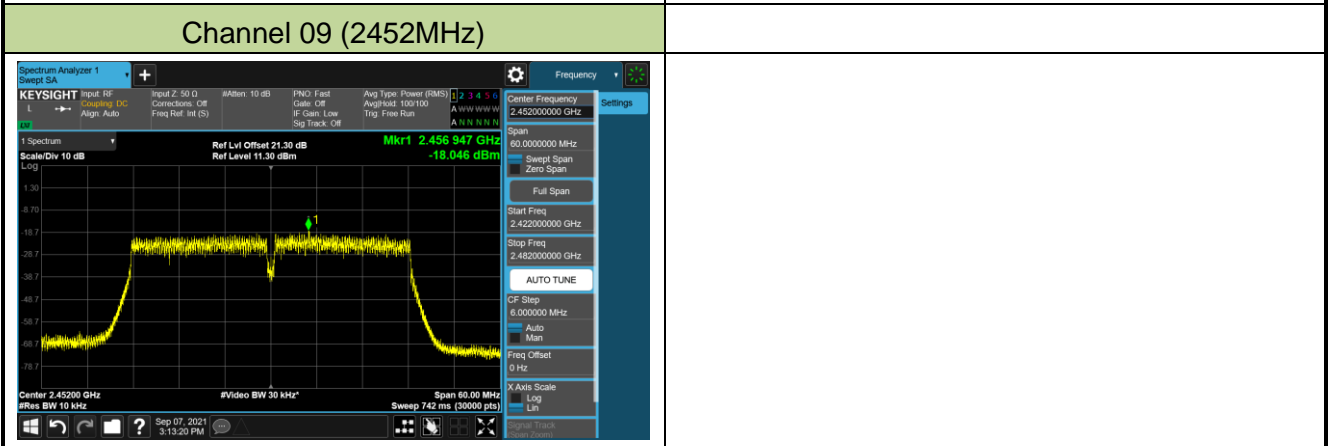 Channel 09 (2452MHz)
Spectrum Analyzer 1
Swept SA
+
Frequency
KEYSIGHT
L
Input: RF
Coupling: DC
Align: Auto
Input Z: 50 Ω
Corrections: Off
Freq Ref: Int (S)
#Atten: 10 dB
PNO: Fast
Gate: Off
IF Gain: Low
Sig Track: Off
Avg Type: Power (RMS)
Avg|Hold: 100/100
Trig: Free Run
1 2 3 4 5 6
A W W W W W
A N N N N N
Center Frequency
2.452000000 GHz
Settings
1 Spectrum
Scale/Div 10 dB
Log
Ref Lvl Offset 21.30 dB
Ref Level 11.30 dBm
Mkr1 2.456 947 GHz
-18.046 dBm
Span
60.0000000 MHz
Swept Span
Zero Span
Full Span
Start Freq
2.422000000 GHz
Stop Freq
2.482000000 GHz
AUTO TUNE
CF Step
6.000000 MHz
Auto
Man
Freq Offset
0 Hz
X Axis Scale
Log
Lin
Signal Track
(Span Zoom)
1.30
-8.70
-18.7
-28.7
-38.7
-48.7
-58.7
-68.7
-78.7
1
Center 2.45200 GHz
#Res BW 10 kHz
#Video BW 30 kHz*
Span 60.00 MHz
Sweep 742 ms (30000 pts)
?
Sep 07, 2021
3:13:20 PM